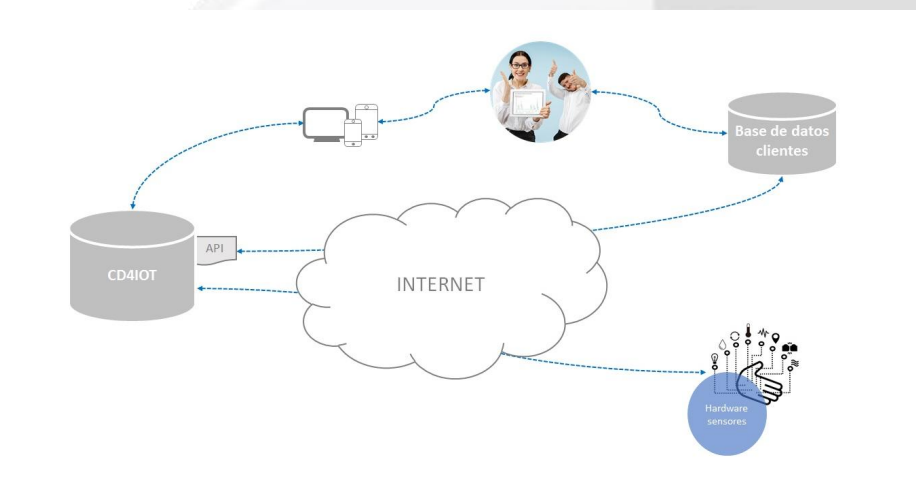 Base de datos
clientes
API
CD4IOT
INTERNET
Hardware
sensores